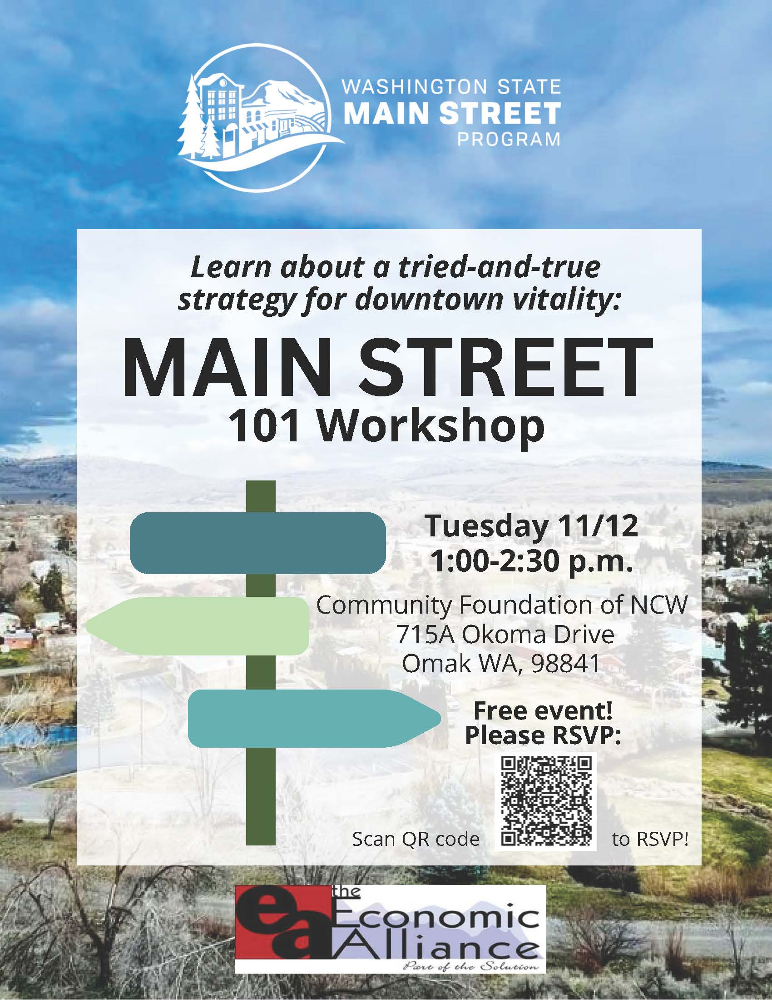 WASHINGTON STATE
MAIN STREET
PROGRAM
Learn about a tried-and-true
strategy for downtown vitality:
MAIN STREET
101 Workshop
Tuesday 11/12
1:00-2:30 p.m.
Community Foundation of NCW
715A Okoma Drive
Omak WA, 98841
Free event!
Please RSVP:
Scan QR code to RSVP!
ea
the
Economic
Alliance
Part of the Solution